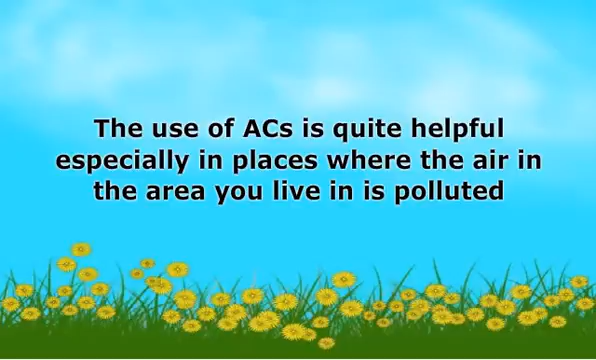 The use of ACs is quite helpful
especially in places where the air in
the area you live in is polluted